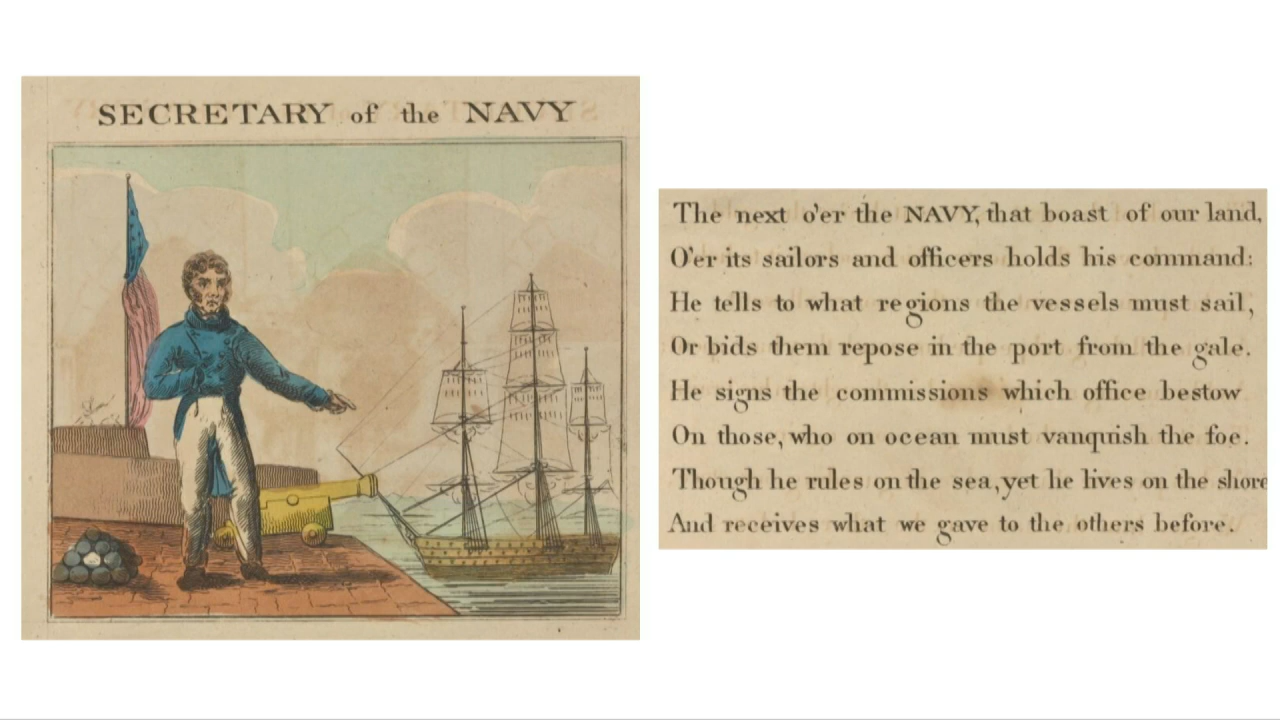 SECRETARY of the NAVY
The next o'er the NAVY, that boast of our land,
O'er its sailors and officers holds his command:
He tells to what regions the vessels must sail,
Or bids them repose in the port from the gale.
He signs the commissions which office bestow
On those, who on ocean must vanquish the foe.
Though he rules on the sea, yet he lives on the shore
And receives what we gave to the others before.